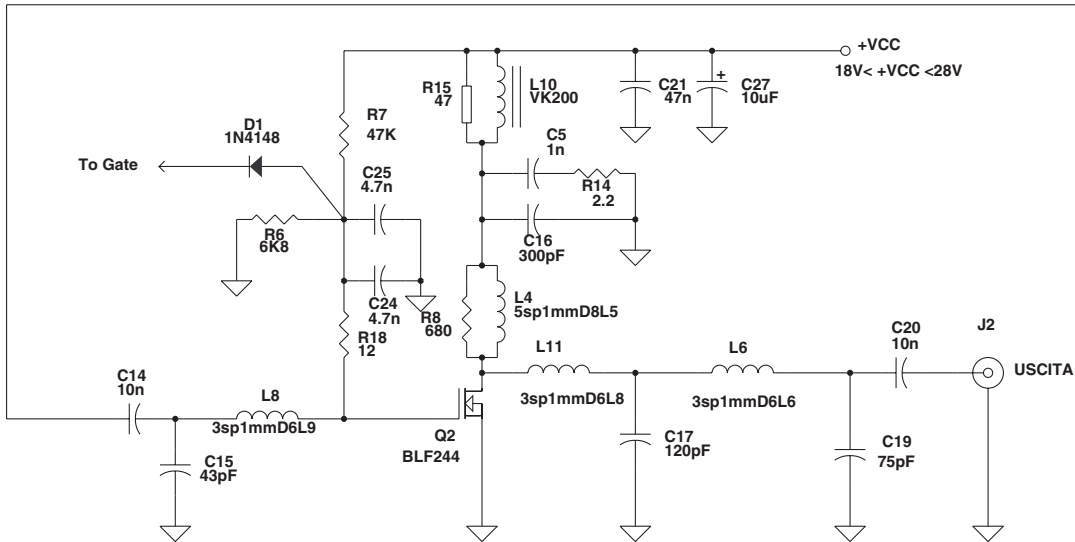 +VCC
18V< +VCC <28V
R15
47
L10
VK200
C21
47n
+
C27
10uF
R7
47K
D1
1N4148
To Gate
C5
1n
R14
2.2
C25
4.7n
R6
6K8
C16
300pF
C24
4.7n
R8
680
L4
5sp1mmD8L5
R18
12
C20
10n
J2
USCITA
L11
3sp1mmD6L8
L6
3sp1mmD6L6
C14
10n
L8
3sp1mmD6L9
Q2
BLF244
C17
120pF
C19
75pF
C15
43pF